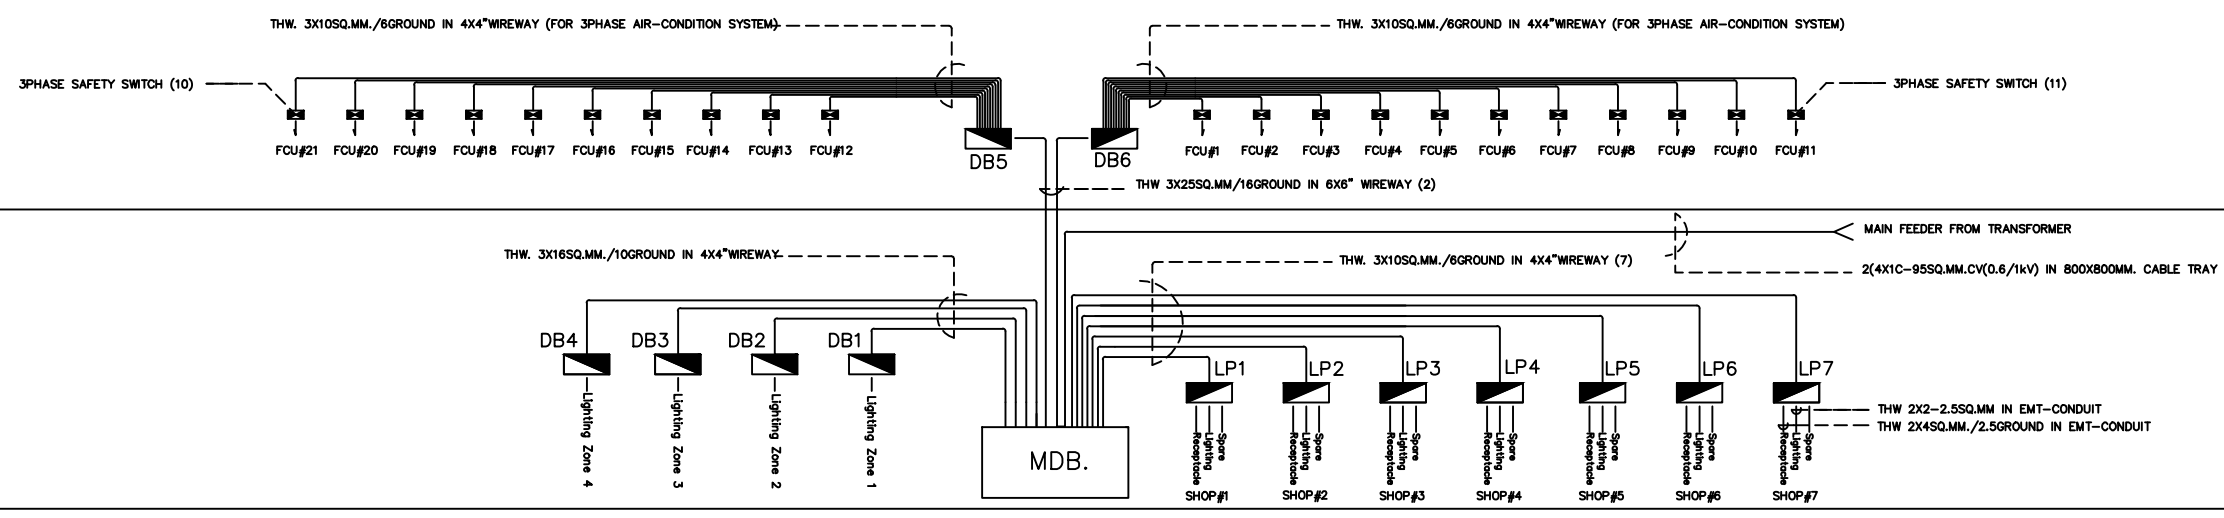 THW. 3X10SQ.MM./6GROUND IN 4X4"WIREWAY (FOR 3PHASE AIR-CONDITION SYSTEM)
THW. 3X10SQ.MM./6GROUND IN 4X4"WIREWAY (FOR 3PHASE AIR-CONDITION SYSTEM)
3PHASE SAFETY SWITCH (10)
3PHASE SAFETY SWITCH (11)
FCU#21 FCU#20 FCU#19 FCU#18 FCU#17 FCU#16 FCU#15 FCU#14 FCU#13 FCU#12
DB5
DB6
FCU#1 FCU#2 FCU#3 FCU#4 FCU#5 FCU#6 FCU#7 FCU#8 FCU#9 FCU#10 FCU#11
THW 3X25SQ.MM/16GROUND IN 6X6" WIREWAY (2)
MAIN FEEDER FROM TRANSFORMER
THW. 3X16SQ.MM./10GROUND IN 4X4"WIREWAY
THW. 3X10SQ.MM./6GROUND IN 4X4"WIREWAY (7)
2(4X1C-95SQ.MM.CV(0.6/1kV) IN 800X800MM. CABLE TRAY
DB4 DB3 DB2 DB1
LP1 LP2 LP3 LP4 LP5 LP6 LP7
Lighting Zone 4
Lighting Zone 3
Lighting Zone 2
Lighting Zone 1
MDB.
Receptacle
Lighting
Spare
Receptacle
Lighting
Spare
Receptacle
Lighting
Spare
Receptacle
Lighting
Spare
Receptacle
Lighting
Spare
Receptacle
Lighting
Spare
Receptacle
Lighting
Spare
THW 2X2-2.5SQ.MM IN EMT-CONDUIT
THW 2X4SQ.MM./2.5GROUND IN EMT-CONDUIT
SHOP#1 SHOP#2 SHOP#3 SHOP#4 SHOP#5 SHOP#6 SHOP#7